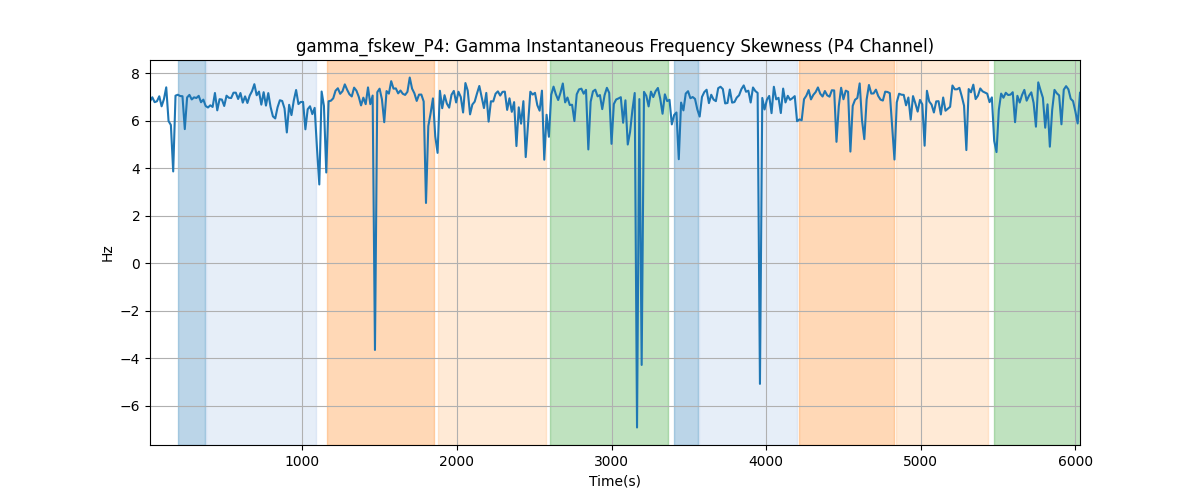 gamma_fskew_P4: Gamma Instantaneous Frequency Skewness (P4 Channel)
8
6
4
2
0
−2
−4
−6
Hz
1000 2000 3000 4000 5000 6000
Time(s)